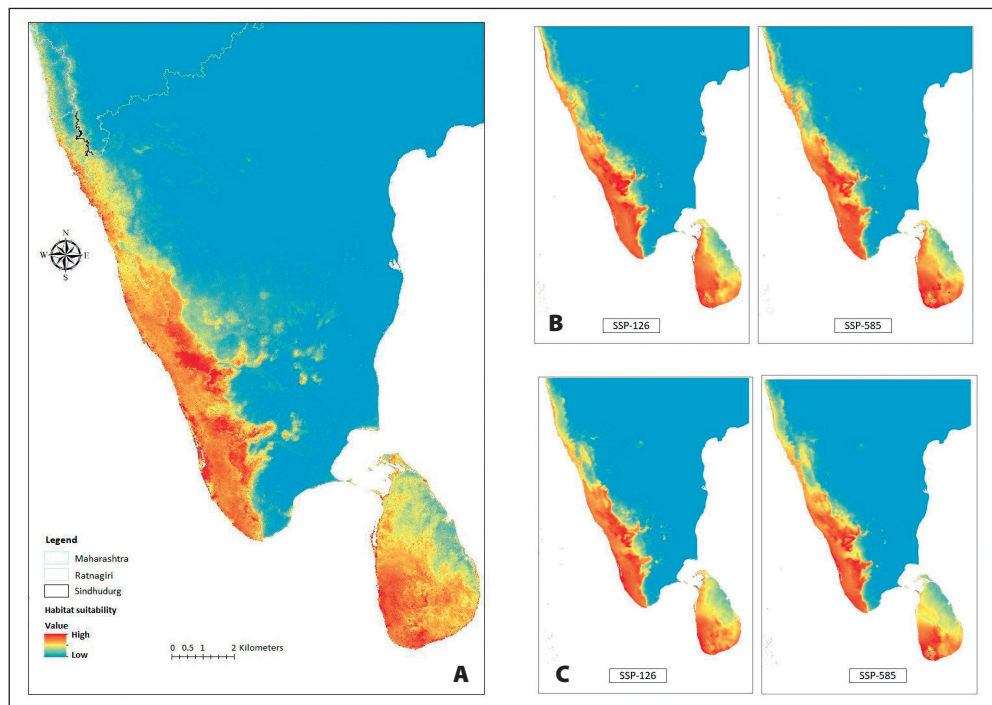 N
W E
S
Legend
Maharashtra
Ratnagiri
Sindhudurg
Habitat suitability
Value
High
Low
0 0.5 1 2 Kilometers
A
B
SSP-126
SSP-585
C
SSP-126
SSP-585